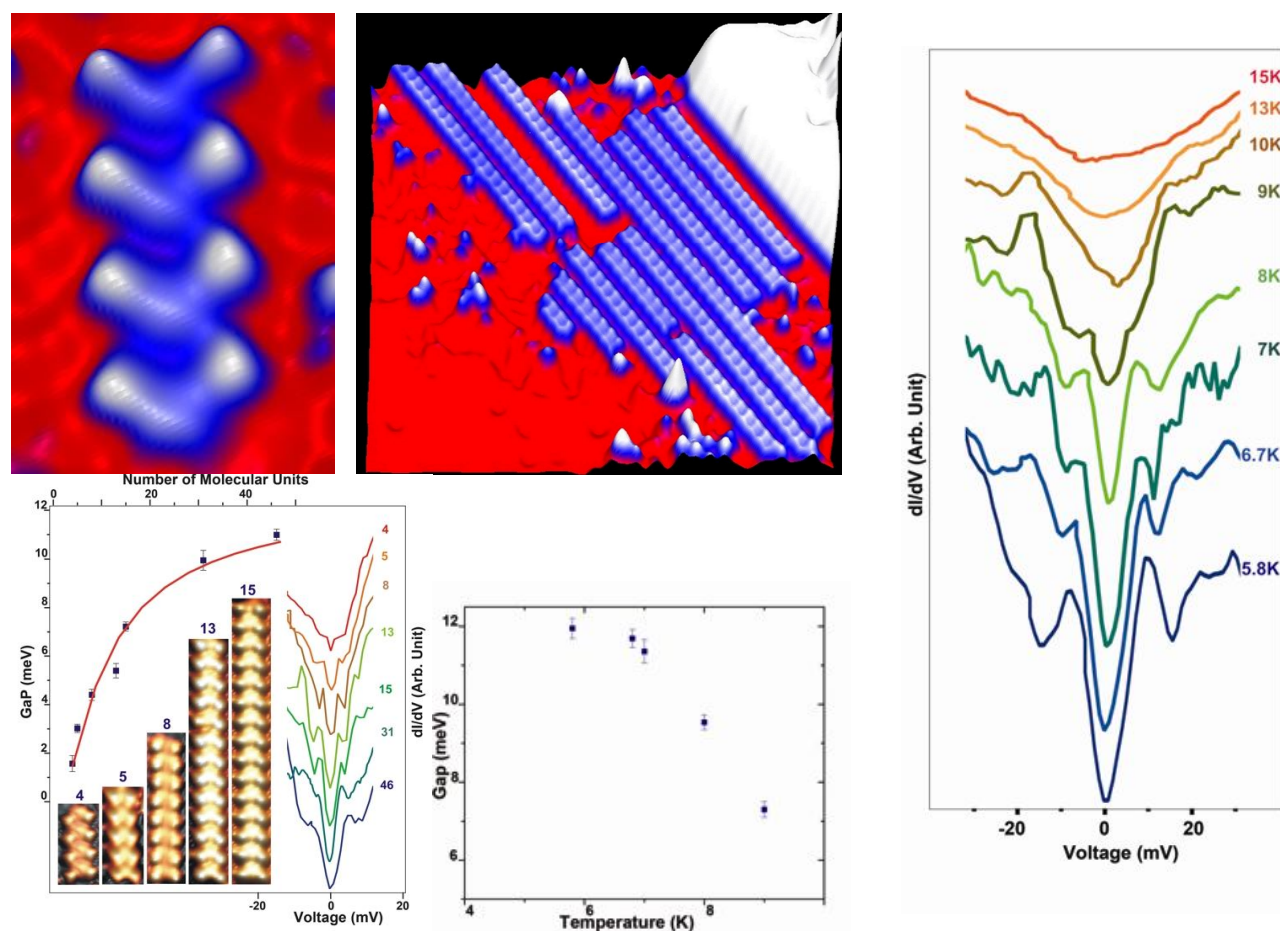 Number of Molecular Units
0 20 40
12
10
8
6
4
2
0
GaP (meV)
4
5
8
13
15
4
5
8
13
15
31
46
-20 0 20
Voltage (mV)
dI/dV (Arb. Unit)
12
10
8
6
Gap (meV)
4 6 8
Temperature (K)
15K
13K
10K
9K
8K
7K
6.7K
5.8K
dI/dV (Arb. Unit)
-20 0 20
Voltage (mV)